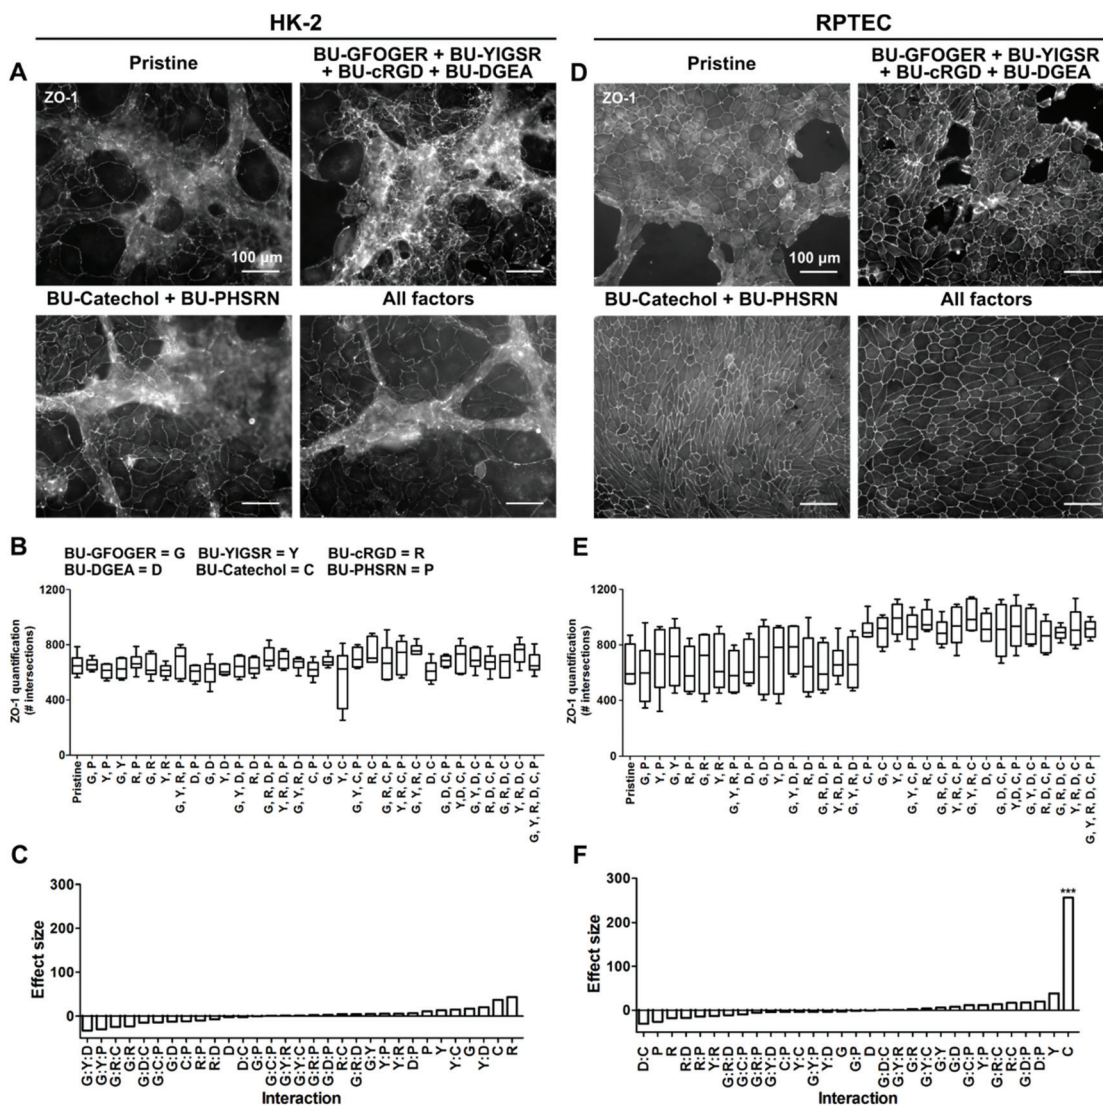 HK-2
RPTEC
A
Pristine
BU-GFOGER + BU-YIGSR
+ BU-cRGD + BU-DGEA
ZO-1
100 µm
BU-Catechol + BU-PHSRN
All factors
D
Pristine
BU-GFOGER + BU-YIGSR
+ BU-cRGD + BU-DGEA
ZO-1
100 µm
BU-Catechol + BU-PHSRN
All factors
B
BU-GFOGER = G BU-YIGSR = Y BU-cRGD = R
BU-DGEA = D BU-Catechol = C BU-PHSRN = P
ZO-1 quantification
(# intersections)
1200
800
400
0
Pristine
G, P
Y, P
G, Y
R, P
G, R
Y, R
G, Y, R, P
D, P
G, D
Y, D
G, Y, D, P
R, D
G, R, D, P
Y, R, D, P
G, Y, R, D
C, P
G, C
Y, C
G, Y, C, P
R, C
G, R, C, P
Y, R, C, P
G, Y, R, C
D, C
G, D, C, P
Y, D, C, P
G, Y, D, C
R, D, C, P
G, R, D, C
Y, R, D, C
G, Y, R, D, C, P
E
ZO-1 quantification
(# intersections)
1200
800
400
0
Pristine
G, P
Y, P
G, Y
R, P
G, R
Y, R
G, Y, R, P
D, P
G, D
Y, D
G, Y, D, P
R, D
G, R, D, P
Y, R, D, P
G, Y, R, D
C, P
G, C
Y, C
G, Y, C, P
R, C
G, R, C, P
Y, R, C, P
G, Y, R, C
D, C
G, D, C, P
Y, D, C, P
G, Y, D, C
R, D, C, P
G, R, D, C
Y, R, D, C
G, Y, R, D, C, P
C
Effect size
300
200
100
0
G:Y:D
G:Y:P
G:R:C
G:R
G:D:C
G:C:P
G:D
C:P
R:P
R:D
D
D:C
G:P
G:C:P
G:Y:C
G:Y:R
G:R:P
G:D:P
R:C
G:R:D
G:Y
Y:P
Y:R
D:P
P
Y
Y:C
G
Y:D
C
R
Interaction
F
Effect size
300
200
100
0
***
D:C
P
R
R:D
R:P
Y:R
G:R:D
G:C
G:R:P
G:Y:D
C:P
Y:C
G:Y:P
Y:D
G
G:P
D
G:D:C
G:Y:R
G:R
G:Y:C
G:Y
G:D
G:C:P
Y:P
G:R:C
R:C
G:D:P
D:P
Y
C
Interaction